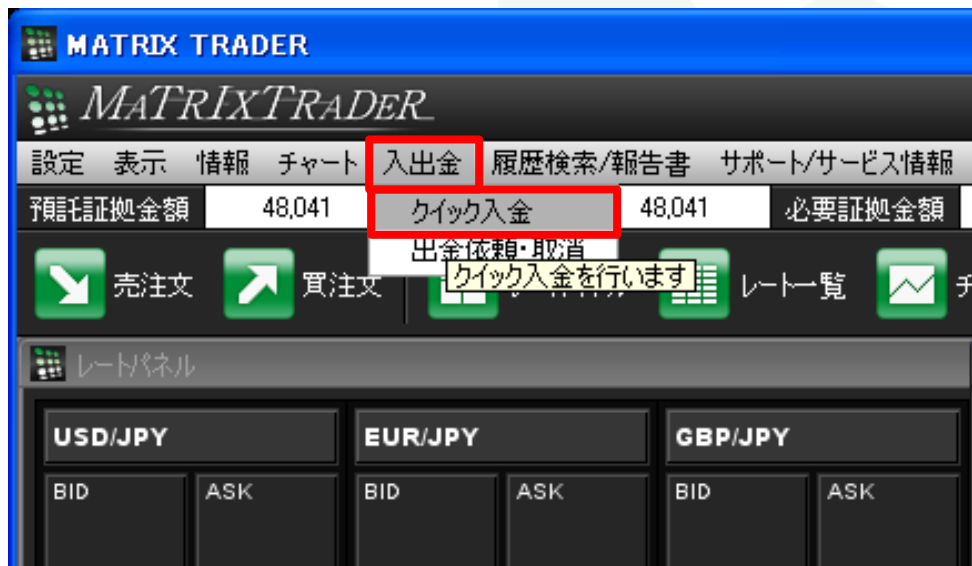 MATRIX TRADER
MATRIXTRADER
設定 表示 情報 チャート 入出金 履歴検索/報告書 サポート/サービス情報
預託証拠金額 48,041 クイック入金 48,041 必要証拠金額
出金依頼・取消
クイック入金を行います
売注文 買注文 レート一覧 チ
レートパネル
USD/JPY EUR/JPY GBP/JPY
BID ASK BID ASK BID ASK